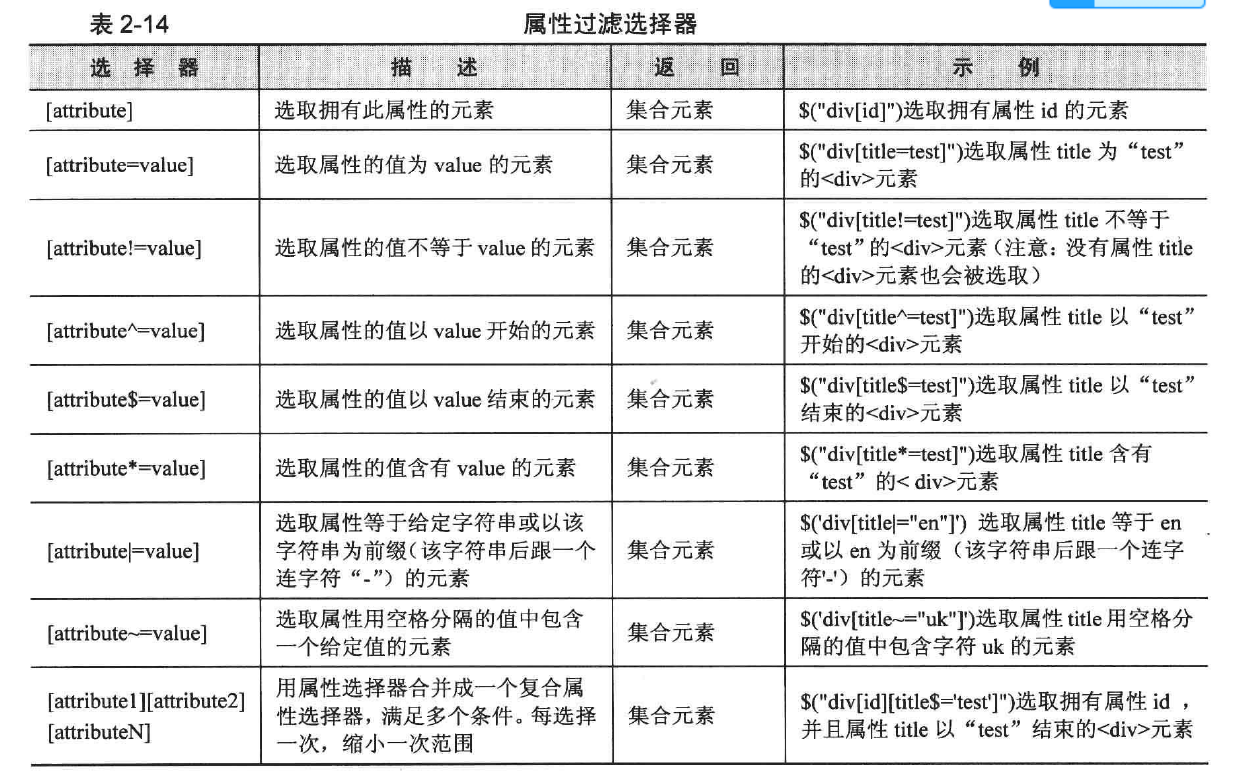 表 2-14 属性过滤选择器
选 择 器 描 述 返 回 示 例
[attribute] 选取拥有此属性的元素 集合元素 $("div[id]")选取拥有属性 id 的元素
[attribute=value] 选取属性的值为 value 的元素 集合元素 $("div[title=test]")选取属性 title 为“test”
的<div>元素
[attribute!=value] 选取属性的值不等于 value 的元素 集合元素 $("div[title!=test]")选取属性 title 不等于
“test”的<div>元素（注意：没有属性 title
的<div>元素也会被选取）
[attribute^=value] 选取属性的值以 value 开始的元素 集合元素 $("div[title^=test]")选取属性 title 以“test”
开始的<div>元素
[attribute$=value] 选取属性的值以 value 结束的元素 集合元素 $("div[title$=test]")选取属性 title 以“test”
结束的<div>元素
[attribute*=value] 选取属性的值含有 value 的元素 集合元素 $("div[title*=test]")选取属性 title 含有
“test”的< div>元素
[attribute|=value] 选取属性等于给定字符串或以该
字符串为前缀（该字符串后跟一个
连字符“-”）的元素 集合元素 $('div[title|="en"]') 选取属性 title 等于 en
或以 en 为前缀（该字符串后跟一个连字
符'-'）的元素
[attribute~=value] 选取属性用空格分隔的值中包含
一个给定值的元素 集合元素 $('div[title~="uk"]')选取属性 title 用空格分
隔的值中包含字符 uk 的元素
[attribute1][attribute2]
[attributeN] 用属性选择器合并成一个复合属
性选择器，满足多个条件。每选择
一次，缩小一次范围 集合元素 $("div[id][title$='test']")选取拥有属性 id ，
并且属性 title 以“test”结束的<div>元素